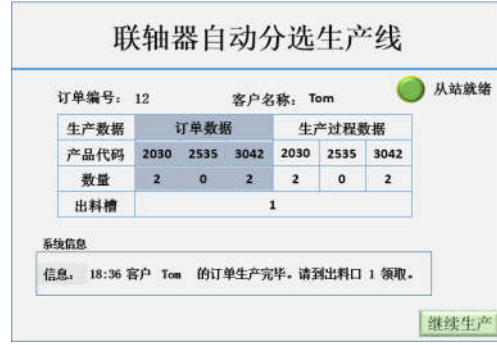 联轴器自动分选生产线
从站就绪
订单编号: 12 客户名称: Tom
生产数据 订单数据 生产过程数据
产品代码 2030 2535 3042 2030 2535 3042
数量 2 0 2 2 0 2
出料槽 1
系统信息
信息: 18:36 客户 Tom 的订单生产完毕。请到出料口 1 领取。
继续生产